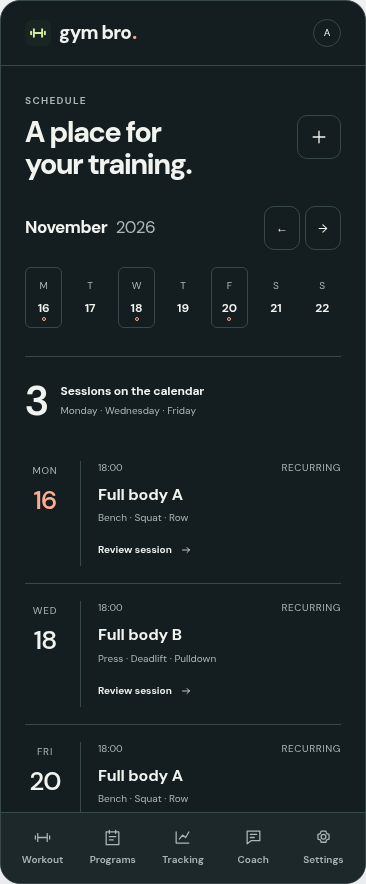 gym bro.
A
SCHEDULE
A place for
your training.
+
November 2026
← →
M T W T F S S
16 17 18 19 20 21 22
3
Sessions on the calendar
Monday · Wednesday · Friday
MON
16
18:00 RECURRING
Full body A
Bench · Squat · Row
Review session →
WED
18
18:00 RECURRING
Full body B
Press · Deadlift · Pulldown
Review session →
FRI
20
18:00 RECURRING
Full body A
Bench · Squat · Row
Workout Programs Tracking Coach Settings